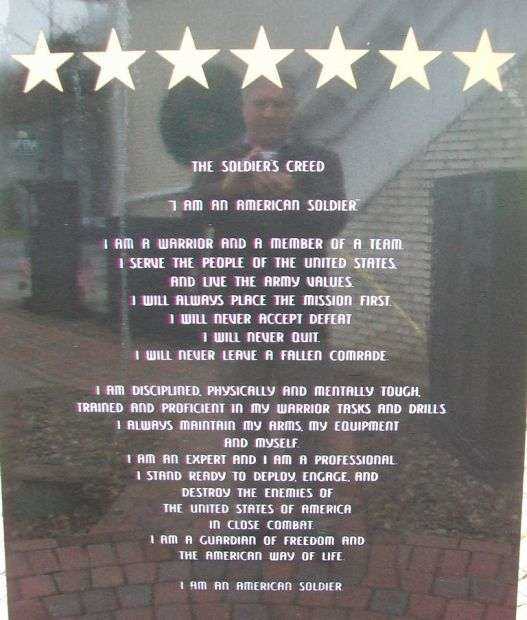 THE SOLDIER'S CREED
"I AM AN AMERICAN SOLDIER."
I AM A WARRIOR AND A MEMBER OF A TEAM.
I SERVE THE PEOPLE OF THE UNITED STATES,
AND LIVE THE ARMY VALUES.
I WILL ALWAYS PLACE THE MISSION FIRST.
I WILL NEVER ACCEPT DEFEAT.
I WILL NEVER QUIT.
I WILL NEVER LEAVE A FALLEN COMRADE.
I AM DISCIPLINED, PHYSICALLY AND MENTALLY TOUGH,
TRAINED AND PROFICIENT IN MY WARRIOR TASKS AND DRILLS.
I ALWAYS MAINTAIN MY ARMS, MY EQUIPMENT
AND MYSELF.
I AM AN EXPERT AND I AM A PROFESSIONAL.
I STAND READY TO DEPLOY, ENGAGE, AND
DESTROY THE ENEMIES OF
THE UNITED STATES OF AMERICA
IN CLOSE COMBAT.
I AM A GUARDIAN OF FREEDOM AND
THE AMERICAN WAY OF LIFE.
I AM AN AMERICAN SOLDIER.